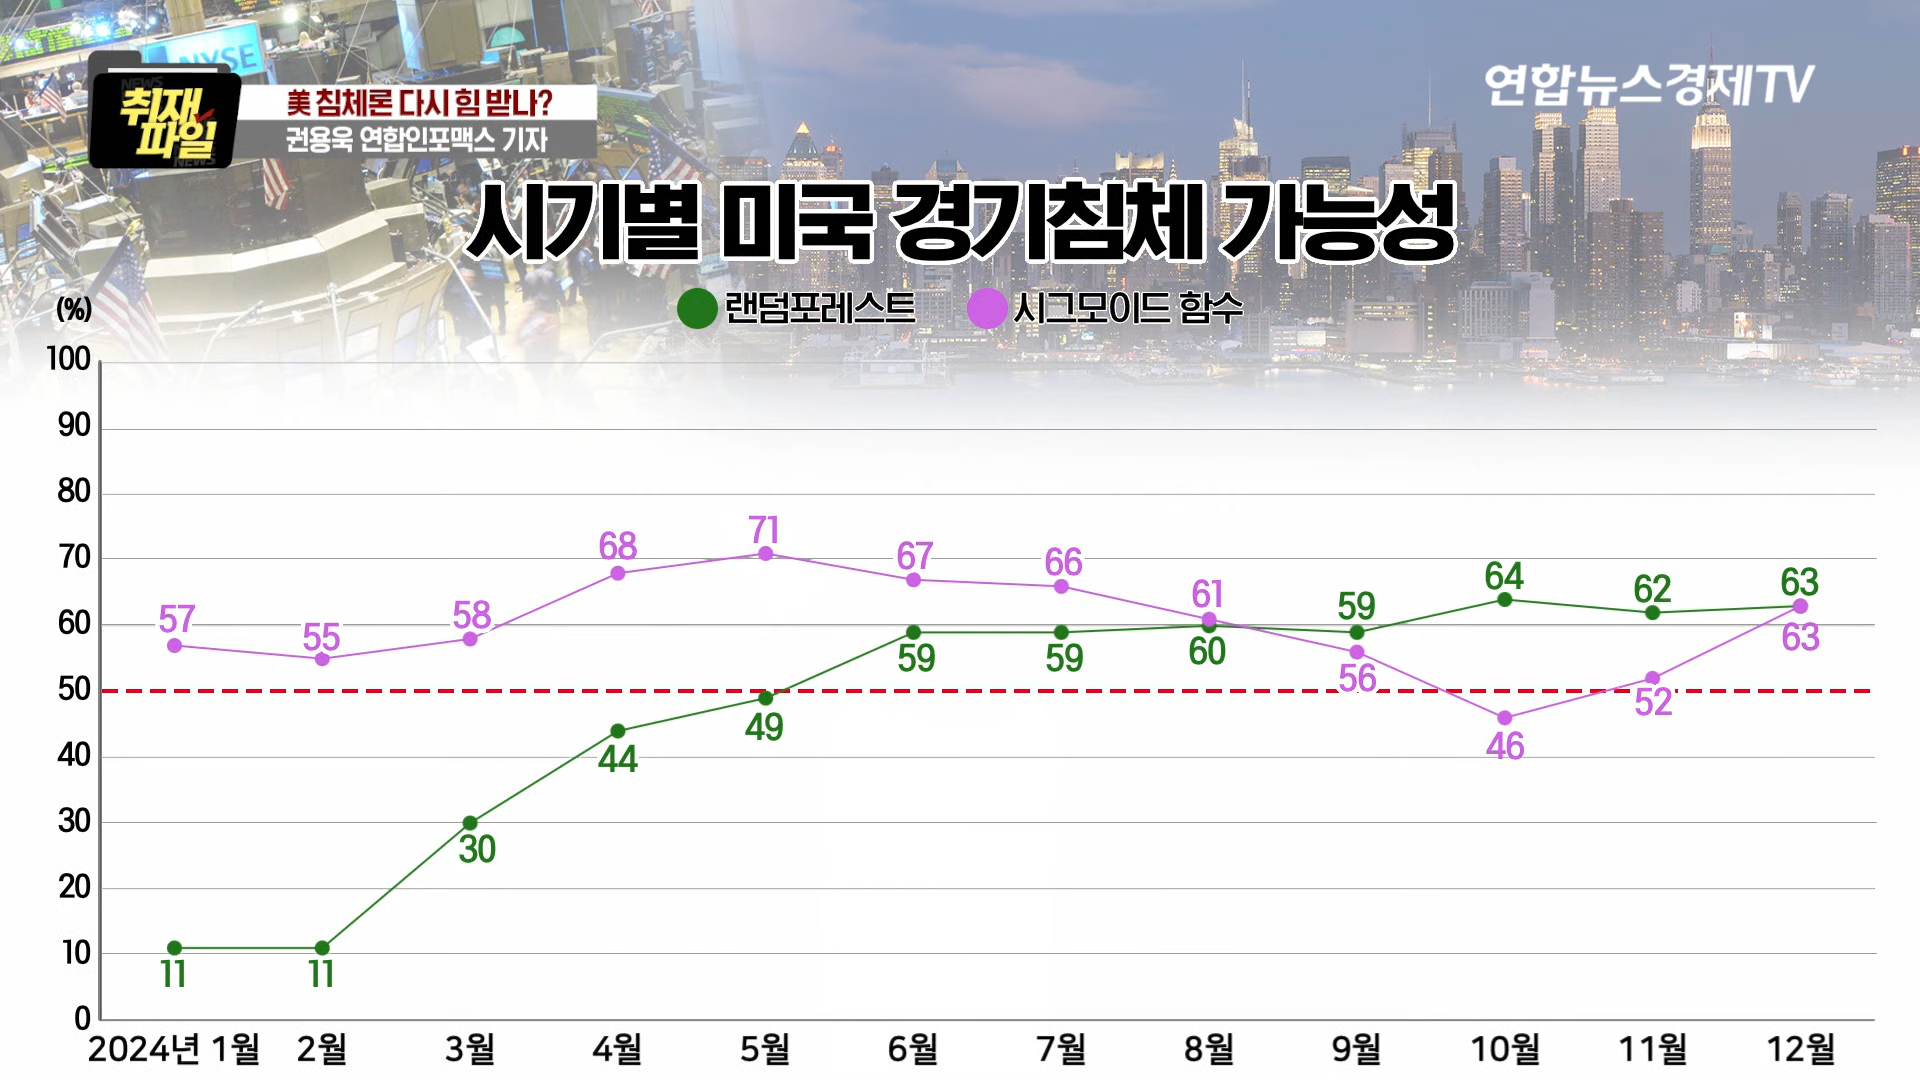 NYSE
NEWS
취재
파일
NEWS
美 침체론 다시 힘 받나?
권용욱 연합인포맥스 기자
연합뉴스경제TV
시기별 미국 경기침체 가능성
(%)
랜덤포레스트 시그모이드 함수
100
90
80
70
60
50
40
30
20
10
0
57 55 58 68 71 67 66 61 56 46 52 63
11 11 30 44 49 59 59 60 59 64 62 63
2024년 1월 2월 3월 4월 5월 6월 7월 8월 9월 10월 11월 12월